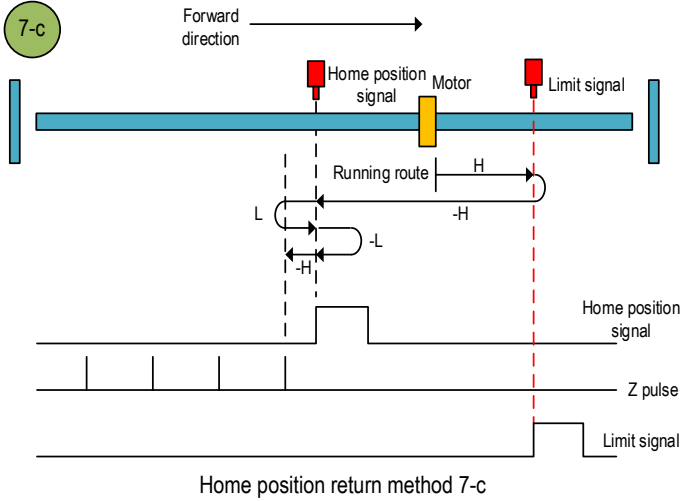 7-c
Forward
direction
Home position
signal
Motor
Limit signal
Running route
H
L
-H
-L
-H
Home position
signal
Z pulse
Limit signal
Home position return method 7-c